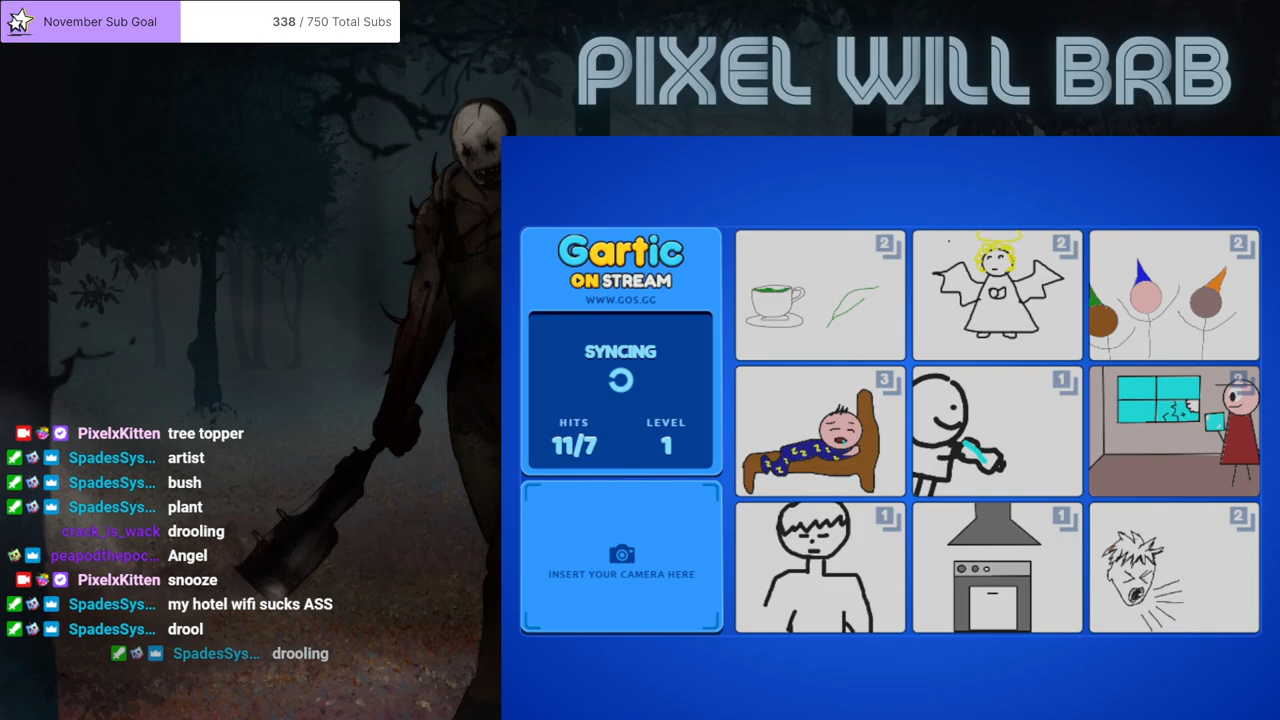 November Sub Goal 338 / 750 Total Subs
PIXEL WILL BRB
Gartic
ON STREAM
WWW.GOS.GG
SYNCING
HITS LEVEL
11/7 1
INSERT YOUR CAMERA HERE
2 2 2
3 1 2
1 1 2
PixelxKitten tree topper
SpadesSys... artist
SpadesSys... bush
SpadesSys... plant
crack_is_wack drooling
peapodthepoc... Angel
PixelxKitten snooze
SpadesSys... my hotel wifi sucks ASS
SpadesSys... drool
SpadesSys... drooling